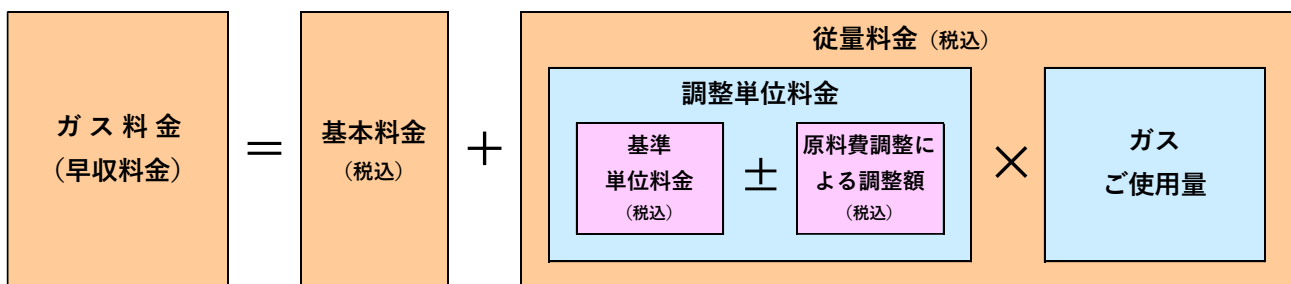 ガス料金
(早収料金)
＝
基本料金
(税込)
＋
従量料金(税込)
調整単位料金
基準
単位料金
(税込)
±
原料費調整に
よる調整額
(税込)
×
ガス
ご使用量